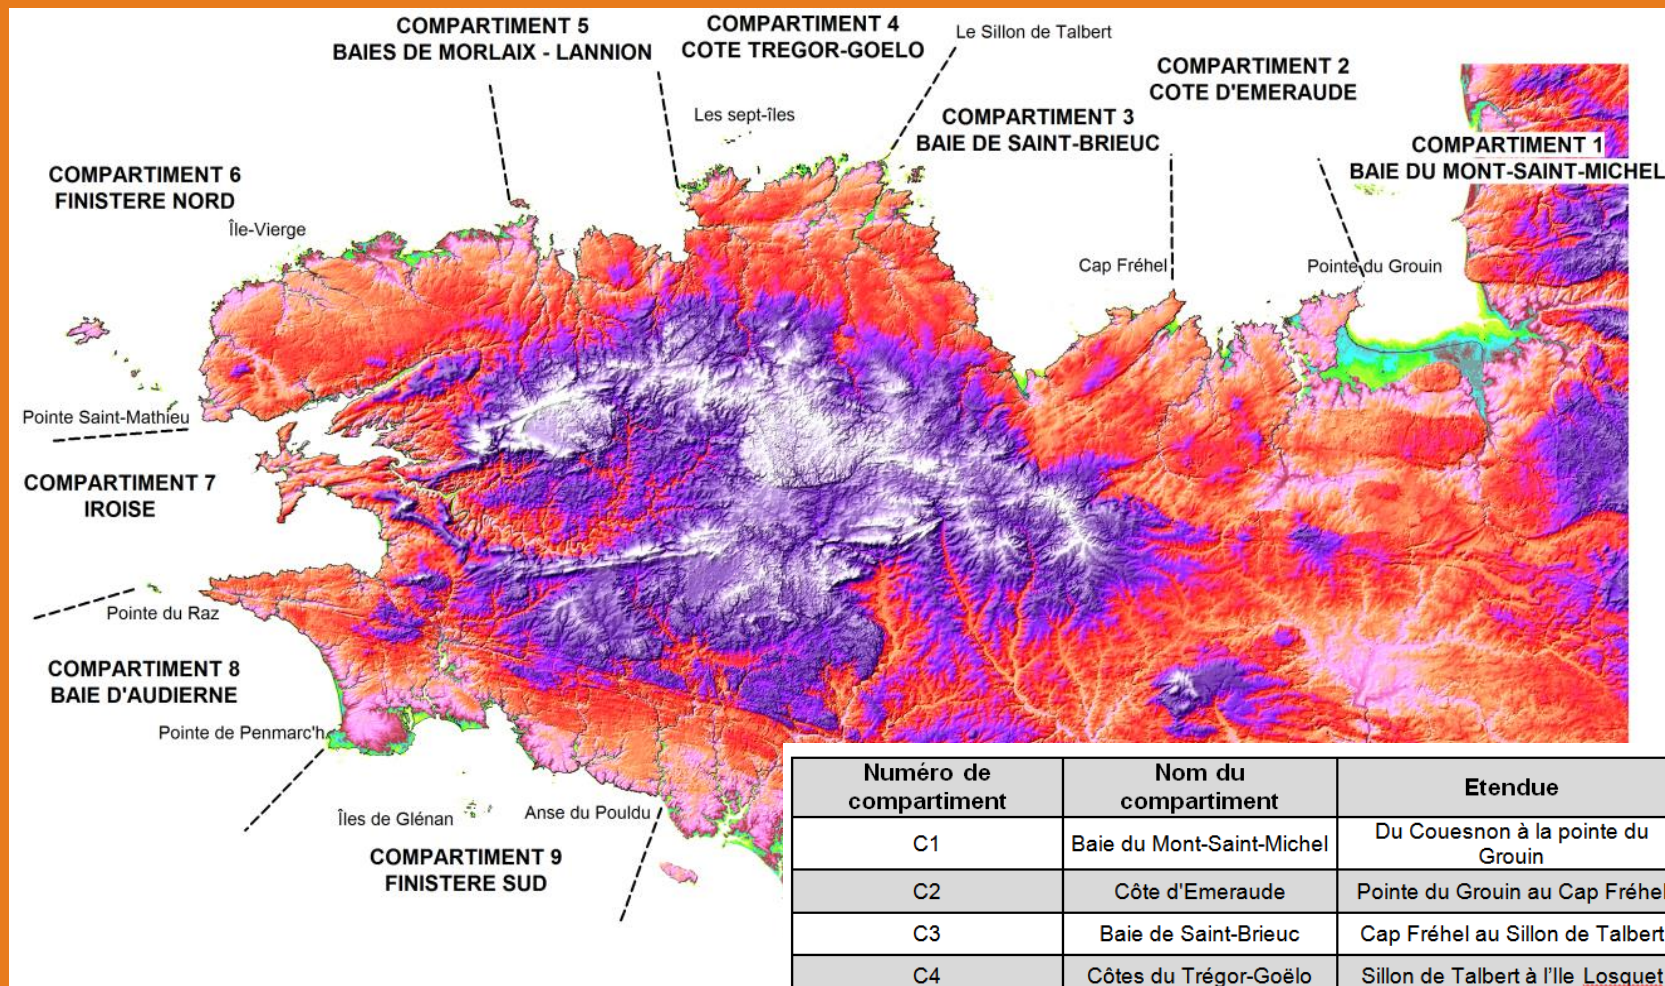 COMPARTIMENT 5
BAIES DE MORLAIX - LANNION
COMPARTIMENT 4
COTE TREGOR-GOELO
Le Sillon de Talbert
COMPARTIMENT 2
COTE D'EMERAUDE
Les sept-îles
COMPARTIMENT 3
BAIE DE SAINT-BRIEUC
COMPARTIMENT 1
BAIE DU MONT-SAINT-MICHEL
COMPARTIMENT 6
FINISTERE NORD
Île-Vierge
Cap Fréhel
Pointe du Grouin
Pointe Saint-Mathieu
COMPARTIMENT 7
IROISE
Pointe du Raz
COMPARTIMENT 8
BAIE D'AUDIERNE
Pointe de Penmarc'h
Îles de Glénan
Anse du Pouldu
COMPARTIMENT 9
FINISTERE SUD
Numéro de
compartiment
Nom du
compartiment
Etendue
C1
Baie du Mont-Saint-Michel
Du Couesnon à la pointe du
Grouin
C2
Côte d'Emeraude
Pointe du Grouin au Cap Fréhel
C3
Baie de Saint-Brieuc
Cap Fréhel au Sillon de Talbert
C4
Côtes du Trégor-Goëlo
Sillon de Talbert à l'Ile Losquet